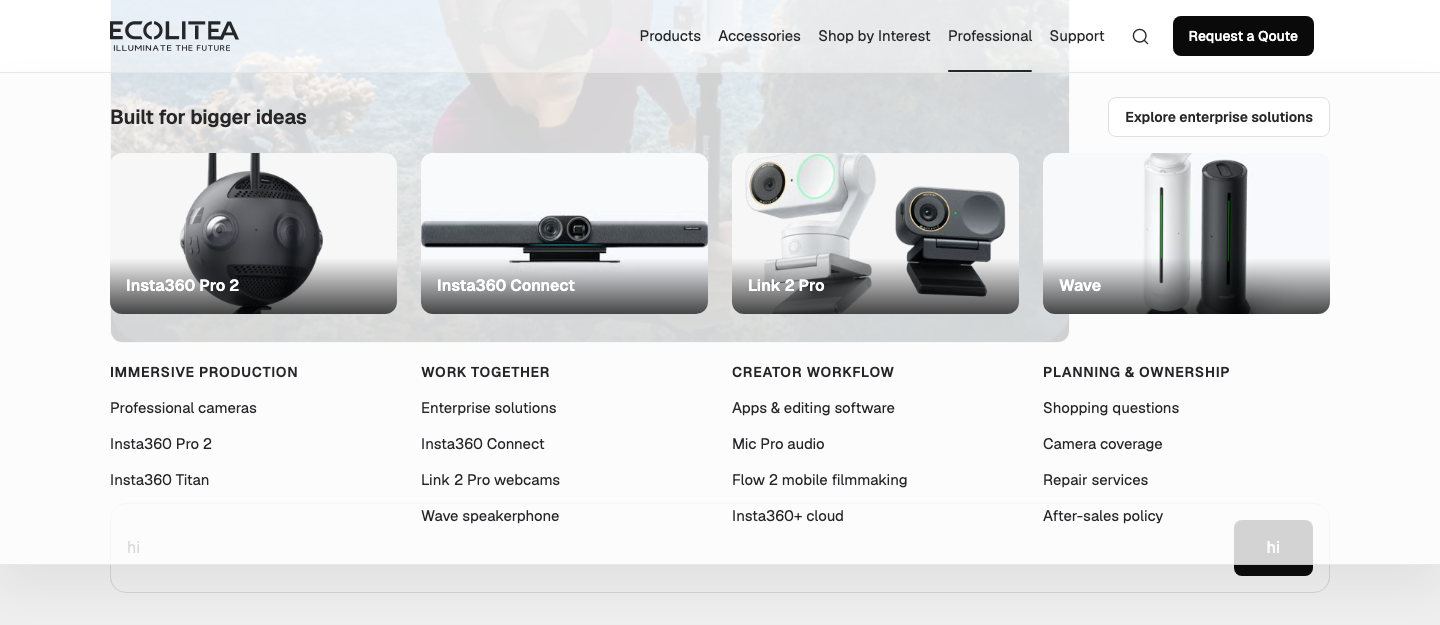 ECOLITEA
ILLUMINATE THE FUTURE
Products
Accessories
Shop by Interest
Professional
Support
Request a Qoute
Built for bigger ideas
Explore enterprise solutions
Insta360 Pro 2
Insta360 Connect
Link 2 Pro
Wave
IMMERSIVE PRODUCTION
Professional cameras
Insta360 Pro 2
Insta360 Titan
WORK TOGETHER
Enterprise solutions
Insta360 Connect
Link 2 Pro webcams
Wave speakerphone
CREATOR WORKFLOW
Apps & editing software
Mic Pro audio
Flow 2 mobile filmmaking
Insta360+ cloud
PLANNING & OWNERSHIP
Shopping questions
Camera coverage
Repair services
After-sales policy
hi
hi